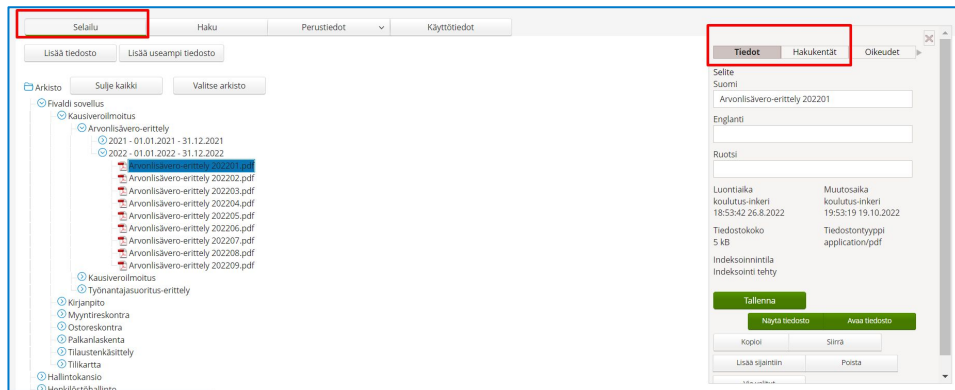 Selailu Haku Perustiedot Käyttötiedot
Lisää tiedosto Lisää useampi tiedosto
Arkisto Sulje kaikki Valitse arkisto
Fivaldi sovellus
Kausiveroilmoitus
Arvonlisävero-erittely
2021 - 01.01.2021 - 31.12.2021
2022 - 01.01.2022 - 31.12.2022
Arvonlisävero-erittely 202201.pdf
Arvonlisävero-erittely 202202.pdf
Arvonlisävero-erittely 202203.pdf
Arvonlisävero-erittely 202204.pdf
Arvonlisävero-erittely 202205.pdf
Arvonlisävero-erittely 202206.pdf
Arvonlisävero-erittely 202207.pdf
Arvonlisävero-erittely 202208.pdf
Arvonlisävero-erittely 202209.pdf
Kausiveroilmoitus
Työnantajasuoritus-erittely
Kirjanpito
Myyntireskontra
Ostoreskontra
Palkanlaskenta
Tilaustenkäsittely
Tilikartta
Hallintokansio
Henkilöstöhallinto
Tiedot Hakukentät Oikeudet
Selite
Suomi
Arvonlisävero-erittely 202201
Englanti
Ruotsi
Luontiaika Muutosaika
koulutus-inkeri koulutus-inkeri
18:53:42 26.8.2022 19:53:19 19.10.2022
Tiedostokoko Tiedostontyyppi
5 kB application/pdf
Indeksoinnintila
Indeksointi tehty
Tallenna
Näytä tiedosto Avaa tiedosto
Kopioi Siirrä
Lisää sijaintiin Poista